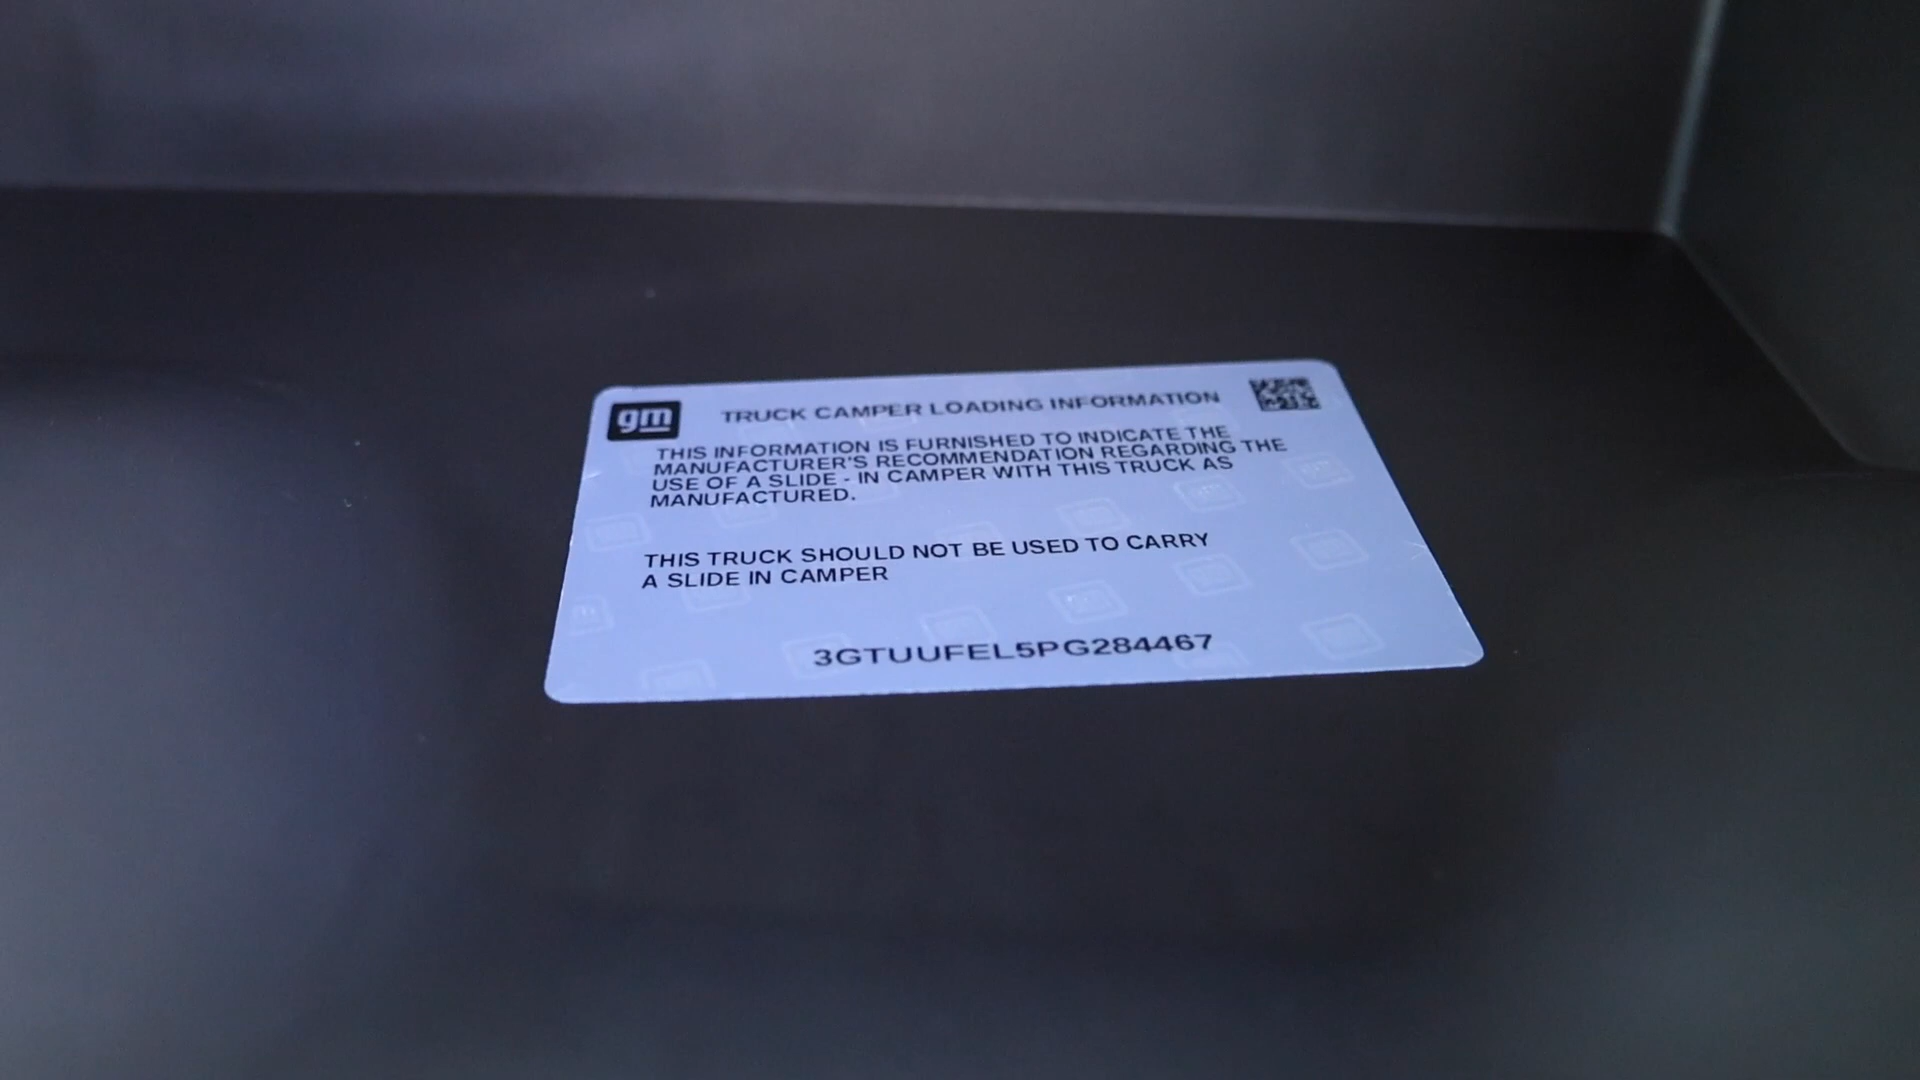 gm
TRUCK CAMPER LOADING INFORMATION
THIS INFORMATION IS FURNISHED TO INDICATE THE
MANUFACTURER'S RECOMMENDATION REGARDING THE
USE OF A SLIDE - IN CAMPER WITH THIS TRUCK AS
MANUFACTURED.
THIS TRUCK SHOULD NOT BE USED TO CARRY
A SLIDE IN CAMPER
3GTUUFEL5PG284467